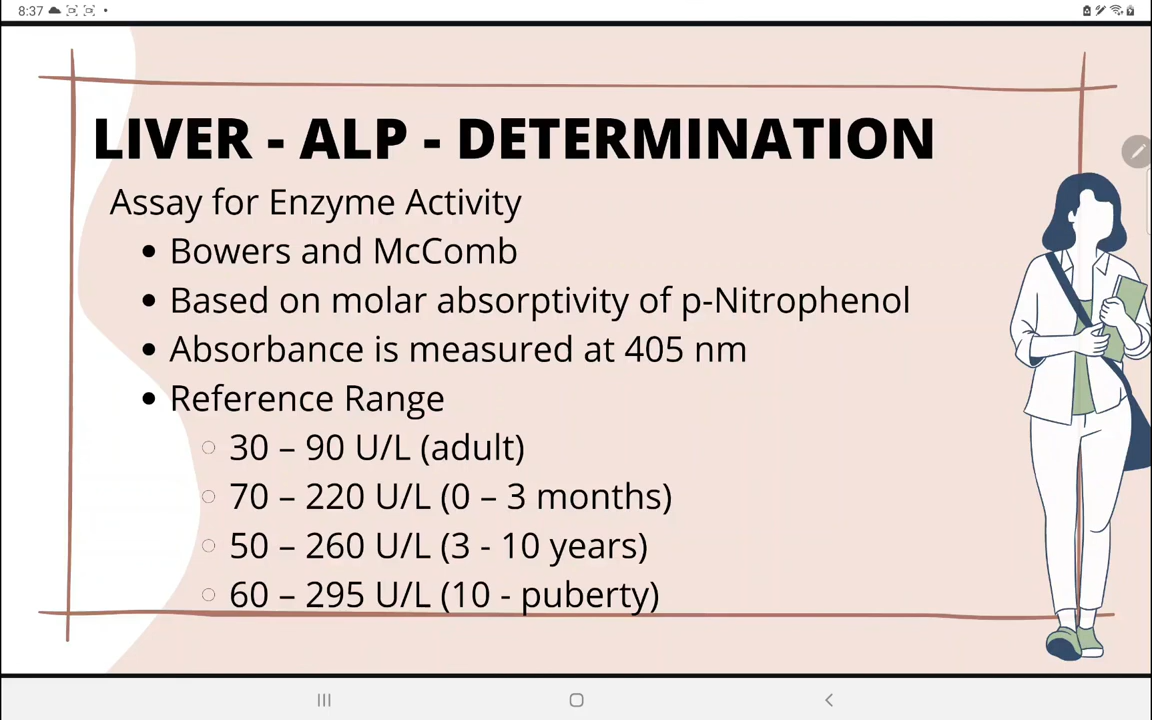 8:37
LIVER - ALP - DETERMINATION
Assay for Enzyme Activity
• Bowers and McComb
• Based on molar absorptivity of p-Nitrophenol
• Absorbance is measured at 405 nm
• Reference Range
○ 30 – 90 U/L (adult)
○ 70 – 220 U/L (0 – 3 months)
○ 50 – 260 U/L (3 - 10 years)
○ 60 – 295 U/L (10 - puberty)